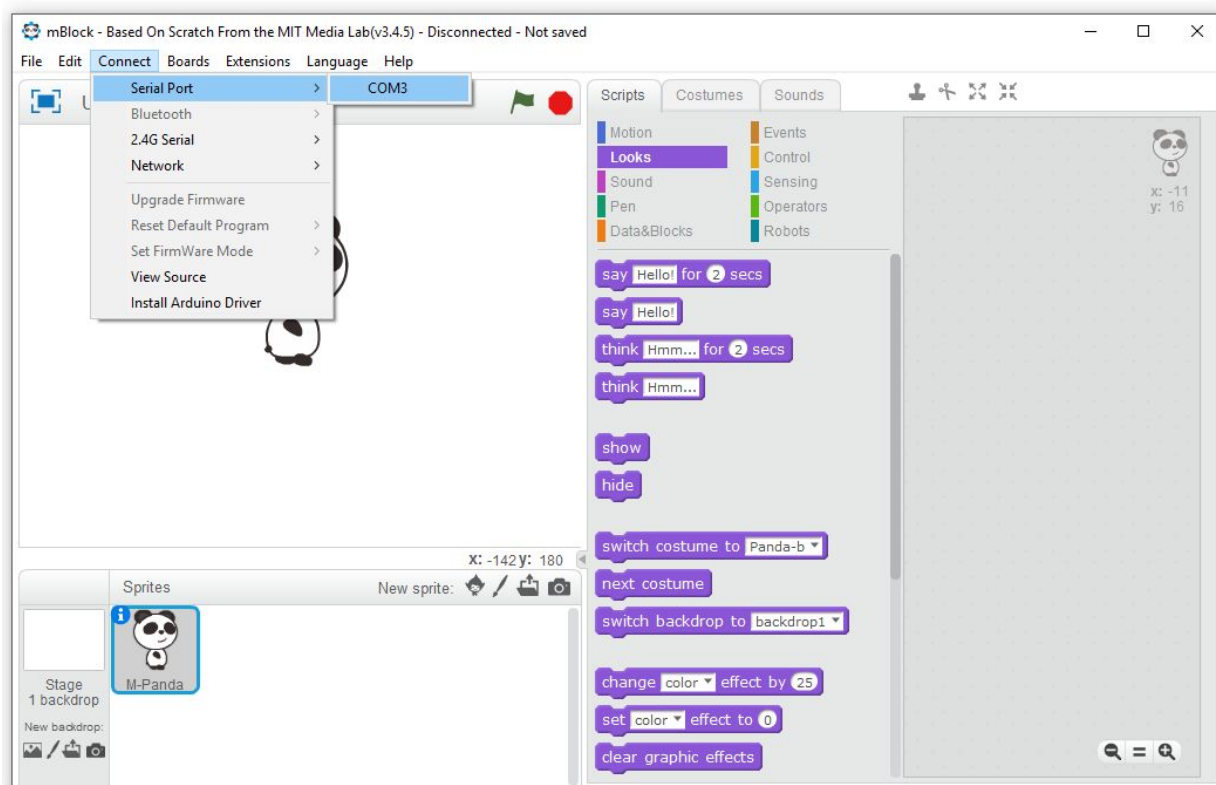 mBlock - Based On Scratch From the MIT Media Lab(v3.4.5) - Disconnected - Not saved
File Edit Connect Boards Extensions Language Help
Serial Port
COM3
Bluetooth
2.4G Serial
Network
Upgrade Firmware
Reset Default Program
Set FirmWare Mode
View Source
Install Arduino Driver
X: -142 Y: 180
Sprites
New sprite:
Stage
1 backdrop
New backdrop:
M-Panda
Scripts Costumes Sounds
Motion Events
Looks Control
Sound Sensing
Pen Operators
Data&Blocks Robots
say Hello! for 2 secs
say Hello!
think Hmm... for 2 secs
think Hmm...
show
hide
switch costume to Panda-b
next costume
switch backdrop to backdrop1
change color effect by 25
set color effect to 0
clear graphic effects
x: -11
y: 16